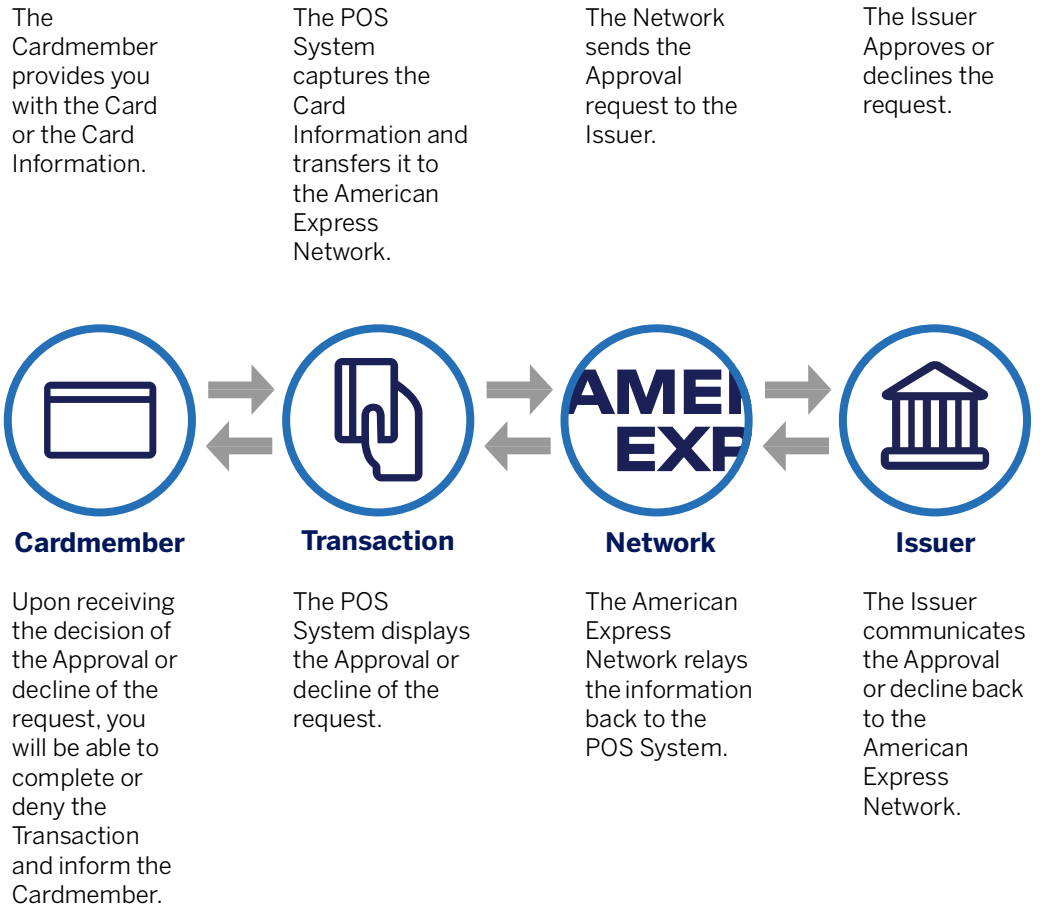 The
Cardmember
provides you
with the Card
or the Card
Information.
The POS
System
captures the
Card
Information and
transfers it to
the American
Express
Network.
The Network
sends the
Approval
request to the
Issuer.
The Issuer
Approves or
declines the
request.
AMER
EXP
Cardmember
Transaction
Network
Issuer
Upon receiving
the decision of
the Approval or
decline of the
request, you
will be able to
complete or
deny the
Transaction
and inform the
Cardmember.
The POS
System displays
the Approval or
decline of the
request.
The American
Express
Network relays
the information
back to the
POS System.
The Issuer
communicates
the Approval
or decline back
to the
American
Express
Network.